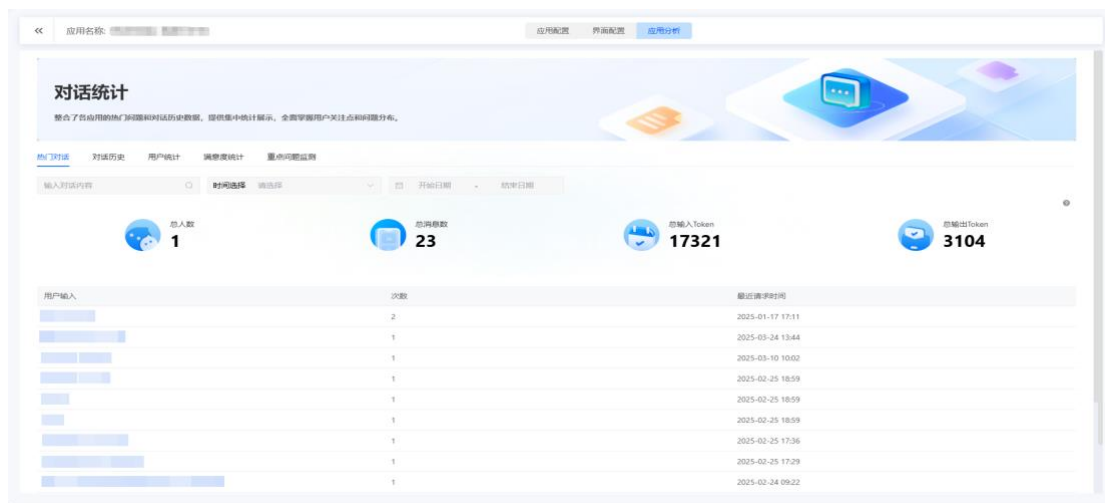 应用名称:
应用配置 界面配置 应用分析
对话统计
整合了各应用的热门问题和对话历史数据，提供集中统计展示，全面掌握用户关注点和问题分布。
热门对话 对话历史 用户统计 满意度统计 重点问题监测
输入对话内容 时间选择 请选择 开始日期 - 结束日期
总人数 总消息数 总输入Token 总输出Token
1 23 17321 3104
用户输入 次数 最近请求时间
2 2025-01-17 17:11
1 2025-03-24 13:44
1 2025-03-10 10:02
1 2025-02-25 18:59
1 2025-02-25 18:59
1 2025-02-25 18:59
1 2025-02-25 17:36
1 2025-02-25 17:29
1 2025-02-24 09:22